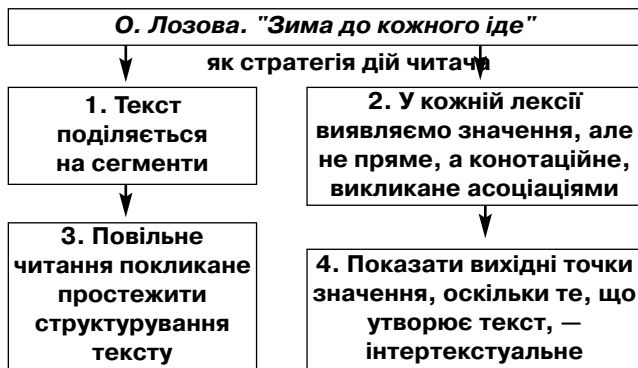 О. Лозова. "Зима до кожного іде"
як стратегія дій читача
1. Текст
поділяється
на сегменти
2. У кожній лексії
виявляємо значення, але
не пряме, а конотаційне,
викликане асоціаціями
3. Повільне
читання покликане
простежити
структурування
тексту
4. Показати вихідні точки
значення, оскільки те, що
утворює текст, —
інтертекстуальне